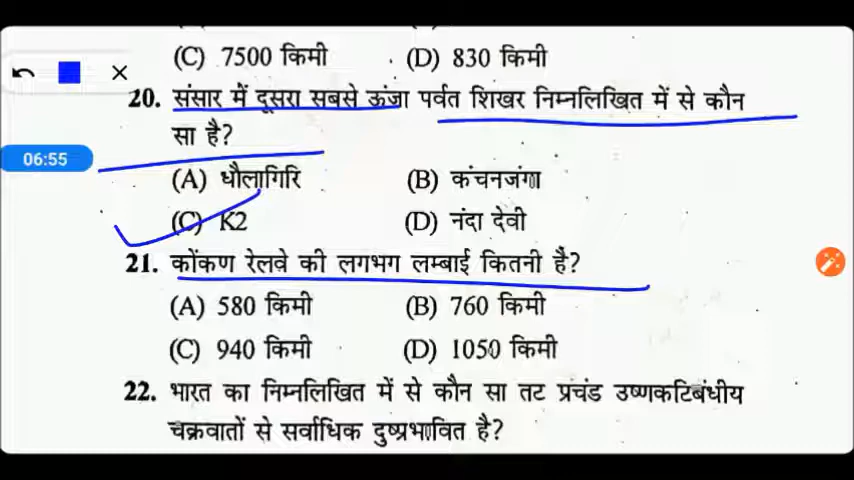 (C) 7500 किमी (D) 830 किमी
20. संसार में दूसरा सबसे ऊंजा पर्वत शिखर निम्नलिखित में से कौन
सा है?
06:55
(A) धौलागिरि (B) कंचनजंगा
(C) K2 (D) नंदा देवी
21. कोंकण रेलवे की लगभग लम्बाई कितनी है?
(A) 580 किमी (B) 760 किमी
(C) 940 किमी (D) 1050 किमी
22. भारत का निम्नलिखित में से कौन सा तट प्रचंड उष्णकटिबंधीय
चक्रवातों से सर्वाधिक दुष्प्रभावित है?